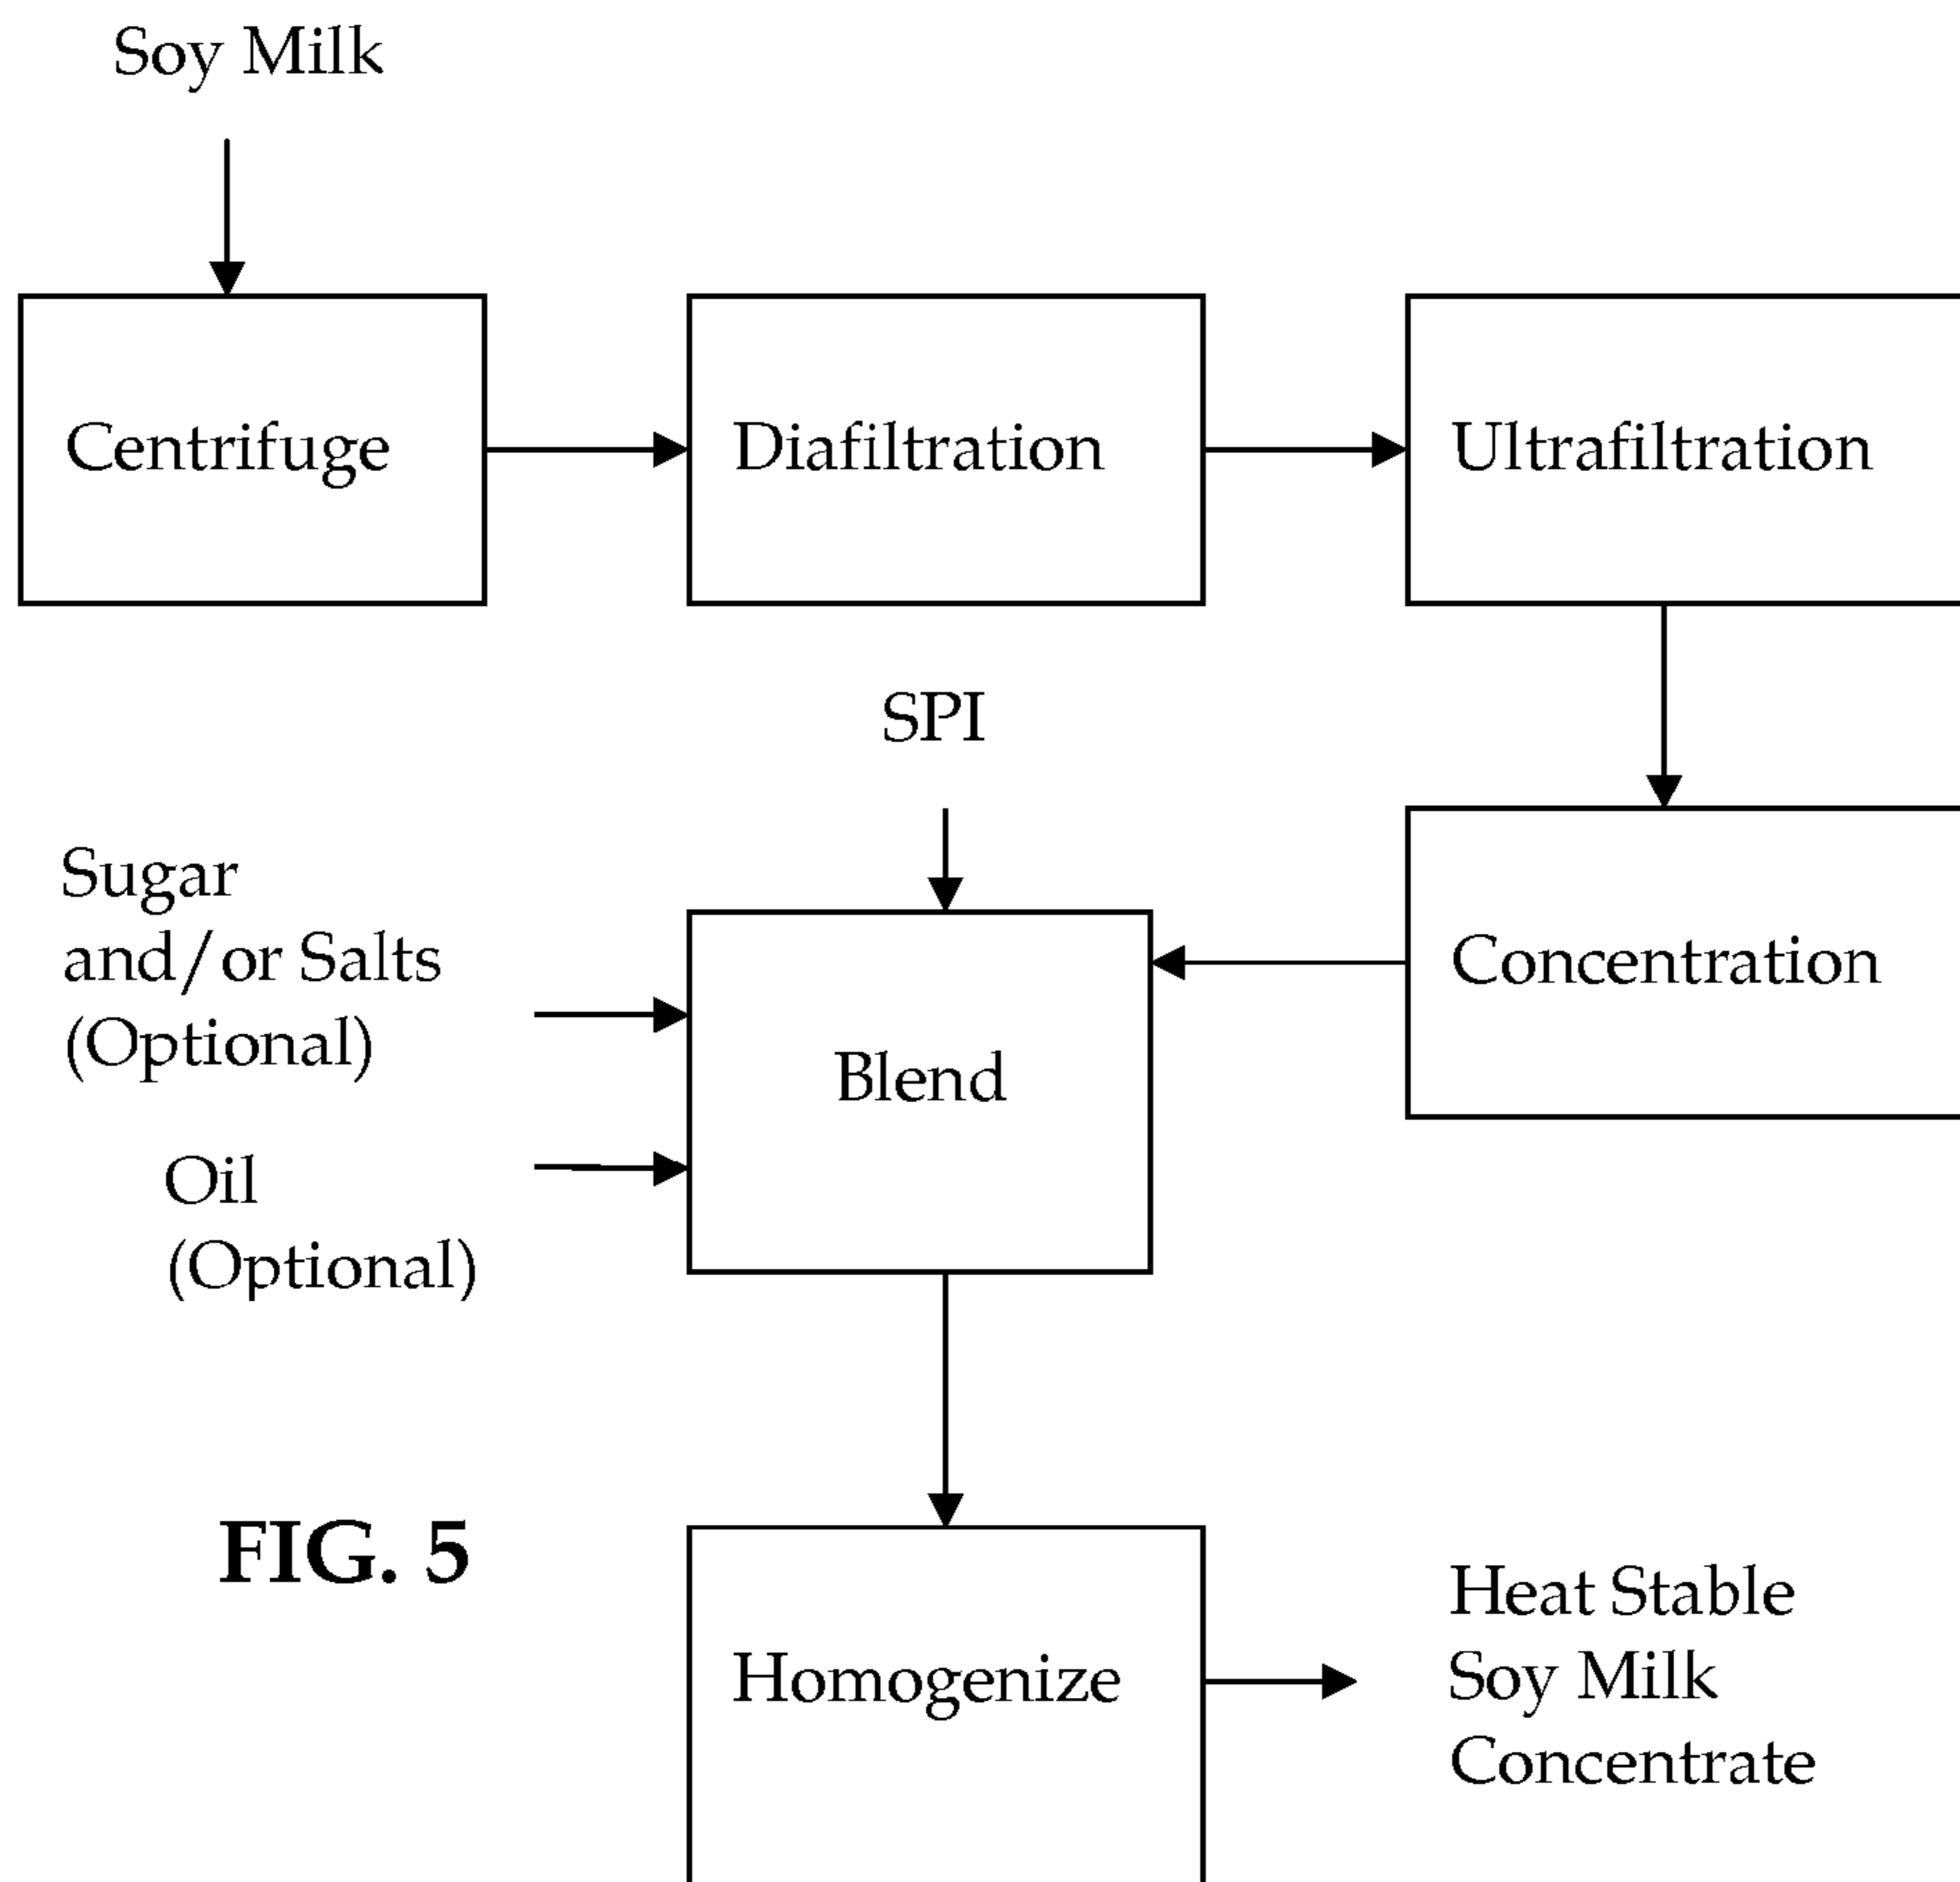 Soy Milk
Centrifuge
Diafiltration
Ultrafiltration
SPI
Sugar
and/or Salts
(Optional)
Concentration
Blend
Oil
(Optional)
FIG. 5
Homogenize
Heat Stable
Soy Milk
Concentrate